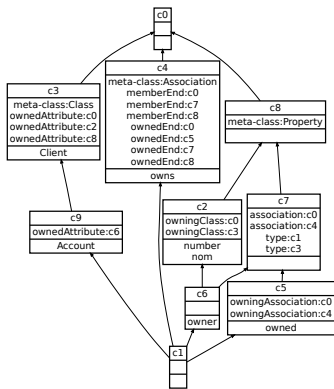 c0
c3
meta-class:Class
ownedAttribute:c0
ownedAttribute:c2
ownedAttribute:c8
Client
c4
meta-class:Association
memberEnd:c0
memberEnd:c7
memberEnd:c8
ownedEnd:c0
ownedEnd:c5
ownedEnd:c7
ownedEnd:c8
owns
c8
meta-class:Property
c2
owningClass:c0
owningClass:c3
number
nom
c7
association:c0
association:c4
type:c1
type:c3
c9
ownedAttribute:c6
Account
c6
owner
c5
owningAssociation:c0
owningAssociation:c4
owned
c1